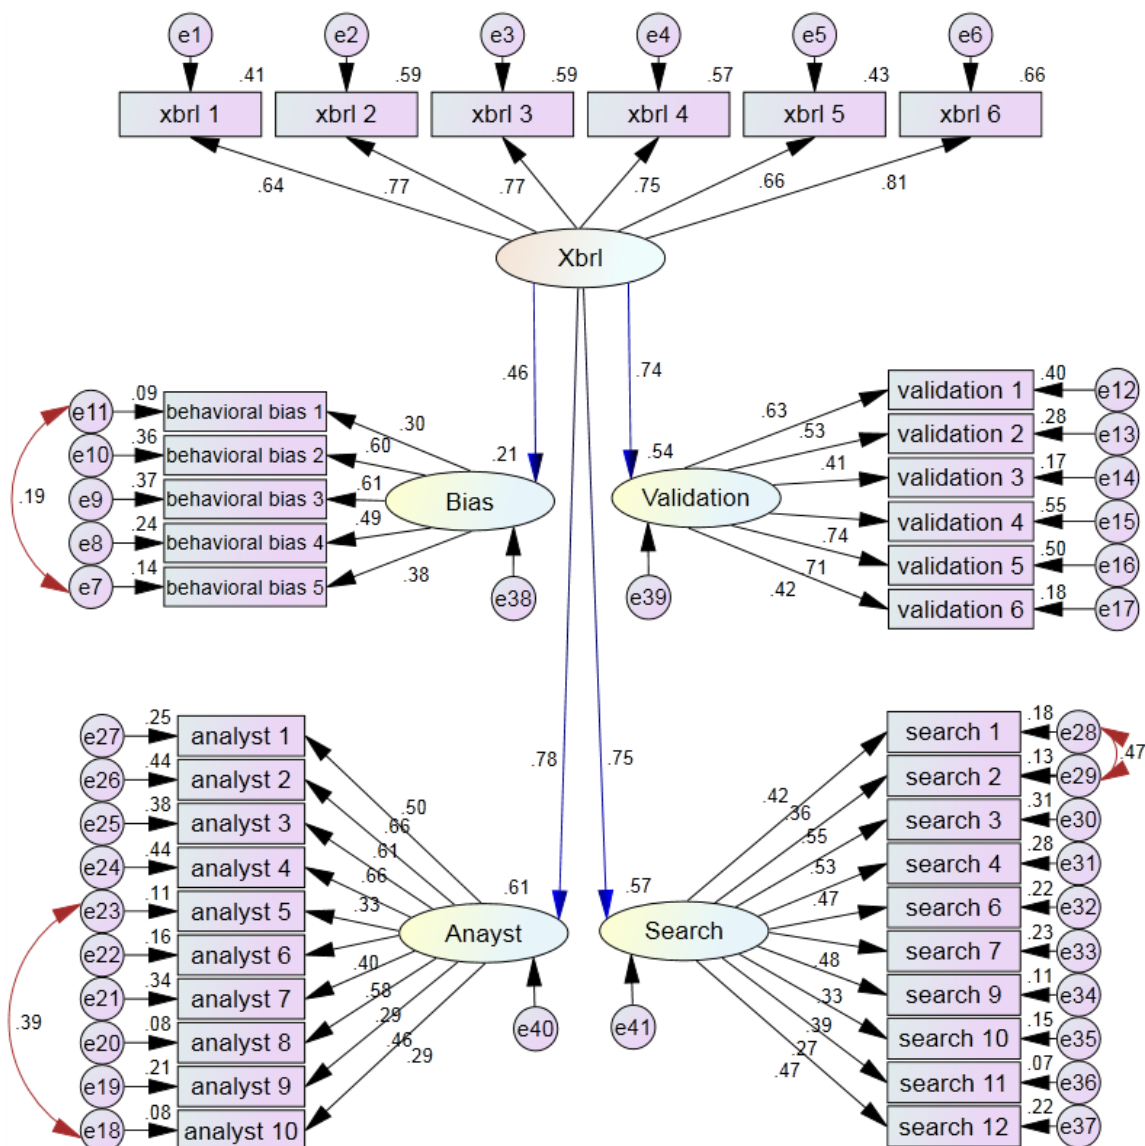 e1 e2 e3 e4 e5 e6
.41 .59 .59 .57 .43 .66
xbrl 1 xbrl 2 xbrl 3 xbrl 4 xbrl 5 xbrl 6
.64 .77 .77 .75 .66 .81
Xbrl
.46 .74
e11 .09 behavioral bias 1 .30
e10 .36 behavioral bias 2 .60
e9 .37 behavioral bias 3 .61
e8 .24 behavioral bias 4 .49
e7 .14 behavioral bias 5 .38
.19
.21
Bias
e38
.63 validation 1 .40 e12
.53 validation 2 .28 e13
.41 validation 3 .17 e14
.74 validation 4 .55 e15
.71 validation 5 .50 e16
.42 validation 6 .18 e17
.54
Validation
e39
.78 .75
e27 .25 analyst 1 .50
e26 .44 analyst 2 .66
e25 .38 analyst 3 .61
e24 .44 analyst 4 .66
e23 .11 analyst 5 .33
e22 .16 analyst 6 .40
e21 .34 analyst 7 .58
e20 .08 analyst 8 .29
e19 .21 analyst 9 .46
e18 .08 analyst 10 .29
.39
.61
Anayst
e40
.42 search 1 .18 e28
.36 search 2 .13 e29
.55 search 3 .31 e30
.53 search 4 .28 e31
.47 search 6 .22 e32
.48 search 7 .23 e33
.33 search 9 .11 e34
.39 search 10 .15 e35
.27 search 11 .07 e36
.47 search 12 .22 e37
.47
.57
Search
e41